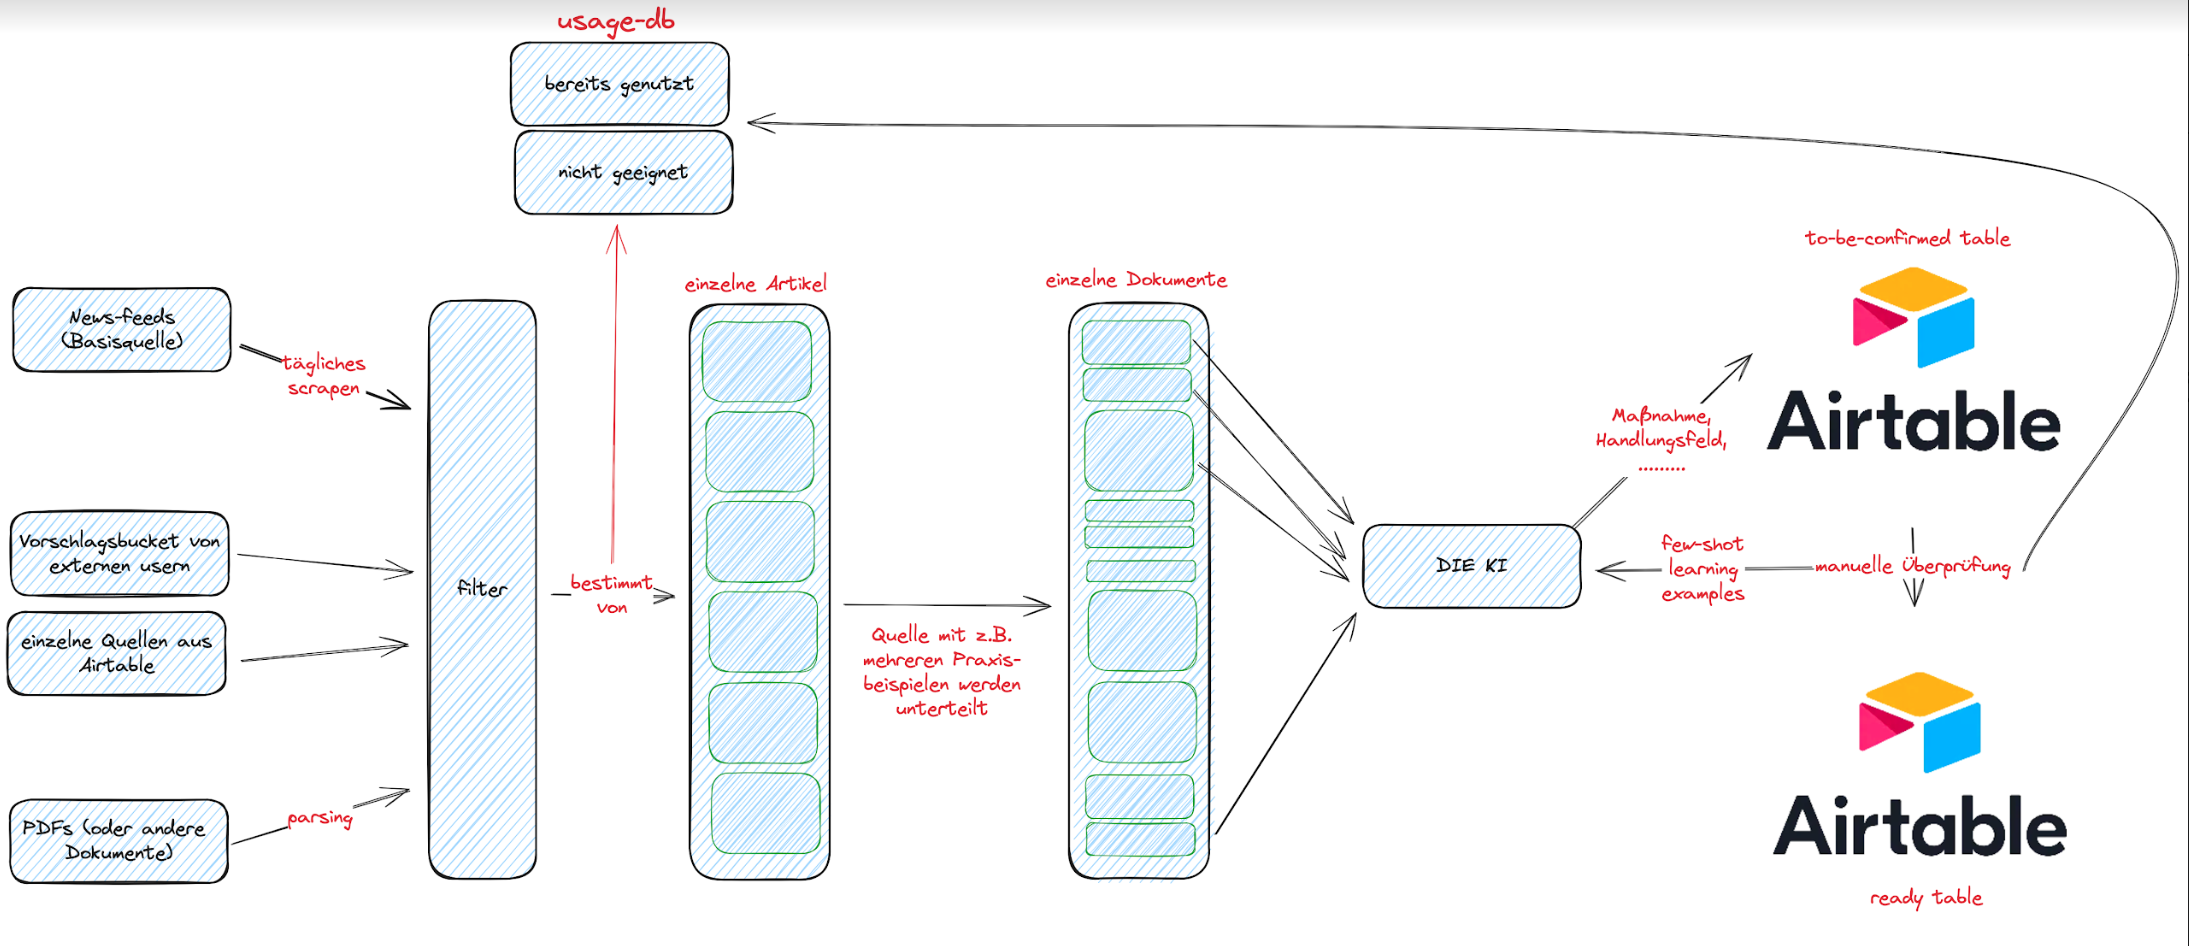 usage-db
bereits genutzt
nicht geeignet
News-feeds
(Basisquelle)
tägliches
scrapen
Vorschlagsbucket von
externen usern
einzelne Quellen aus
Airtable
PDFs (oder andere
Dokumente)
parsing
filter
bestimmt
von
einzelne Artikel
Quelle mit z.B.
mehreren Praxis-
beispielen werden
unterteilt
einzelne Dokumente
DIE KI
Maßnahme,
Handlungsfeld,
.........
to-be-confirmed table
Airtable
few-shot
learning
examples
manuelle Überprüfung
Airtable
ready table